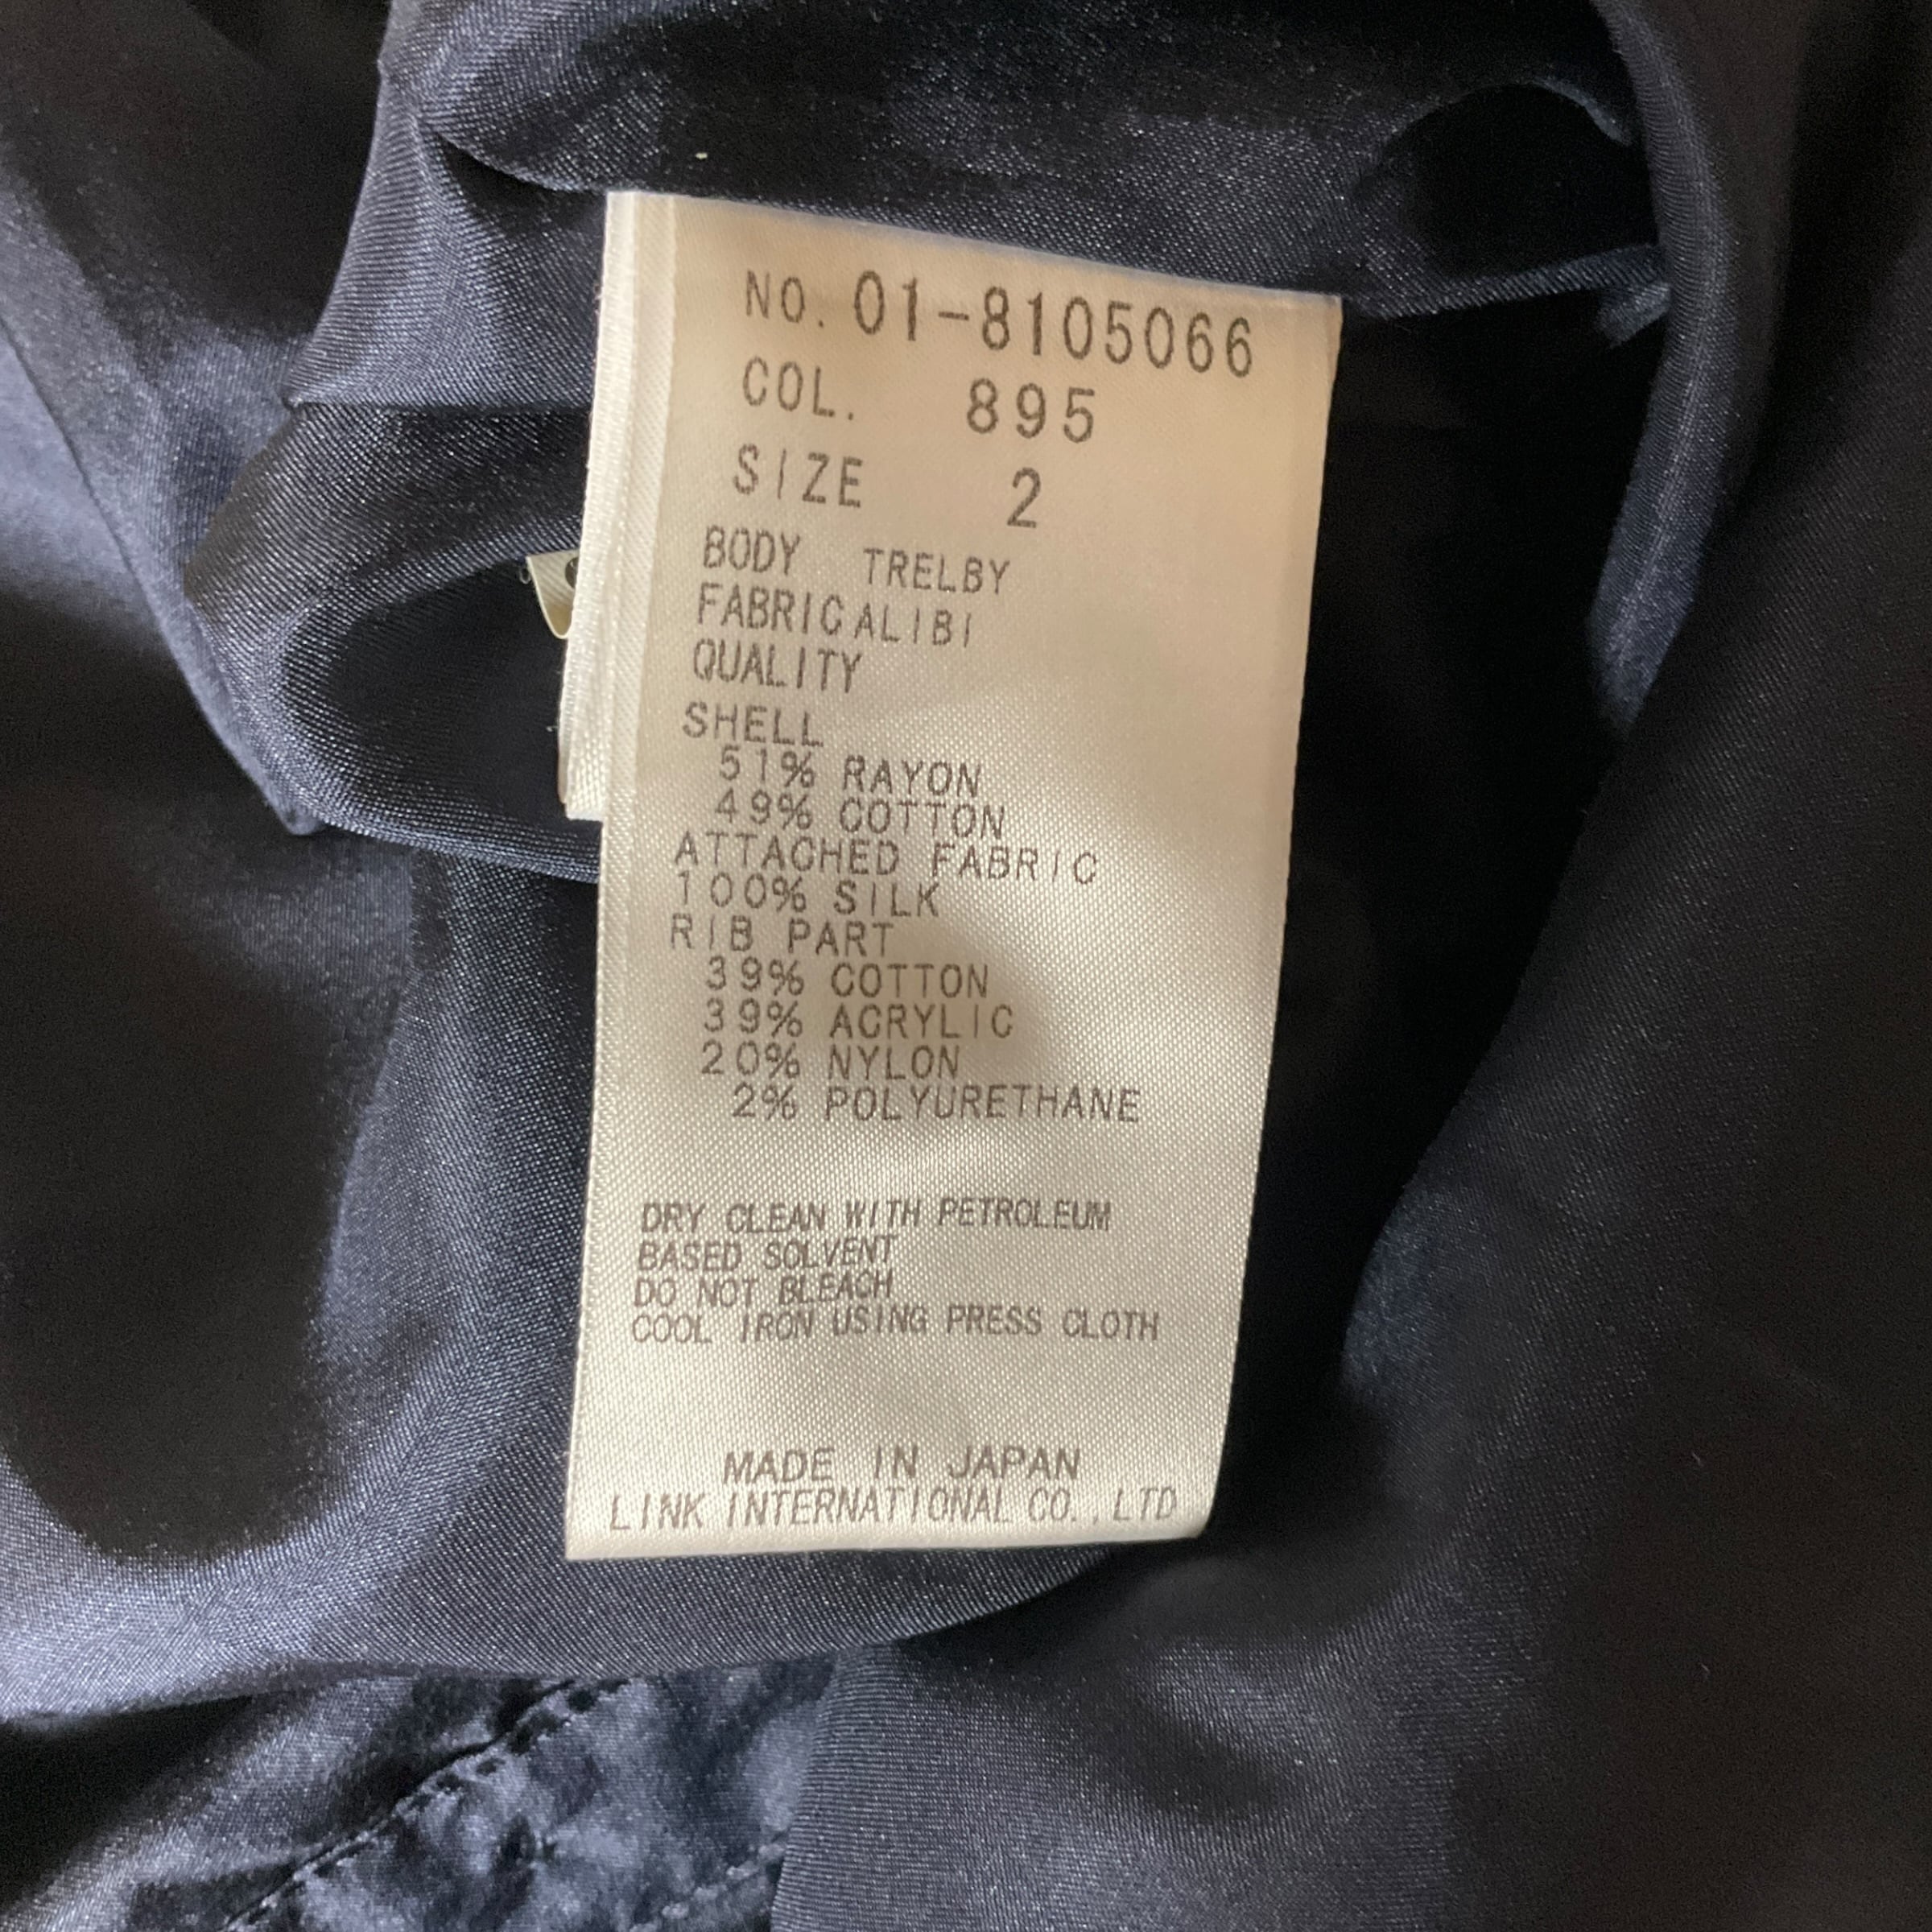 NO. 01-8105066
COL. 895
SIZE 2
BODY TRELBY
FABRIC ALIBI
QUALITY
SHELL
51% RAYON
49% COTTON
ATTACHED FABRIC
100% SILK
RIB PART
39% COTTON
39% ACRYLIC
20% NYLON
2% POLYURETHANE
DRY CLEAN WITH PETROLEUM
BASED SOLVENT
DO NOT BLEACH
COOL IRON USING PRESS CLOTH
MADE IN JAPAN
LINK INTERNATIONAL CO., LTD